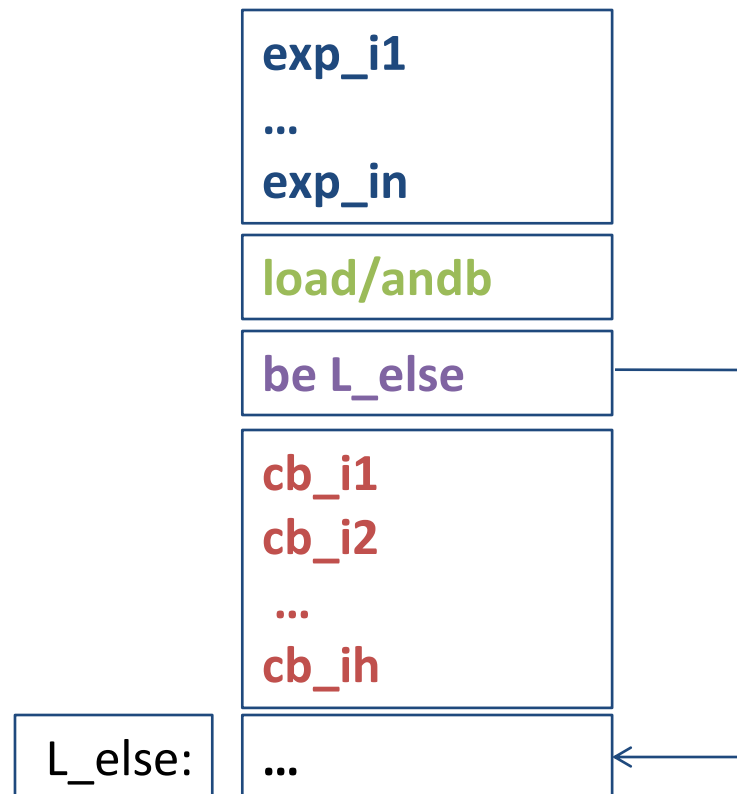 exp_i1
...
exp_in
load/andb
be L_else
cb_i1
cb_i2
...
cb_ih
L_else: ...